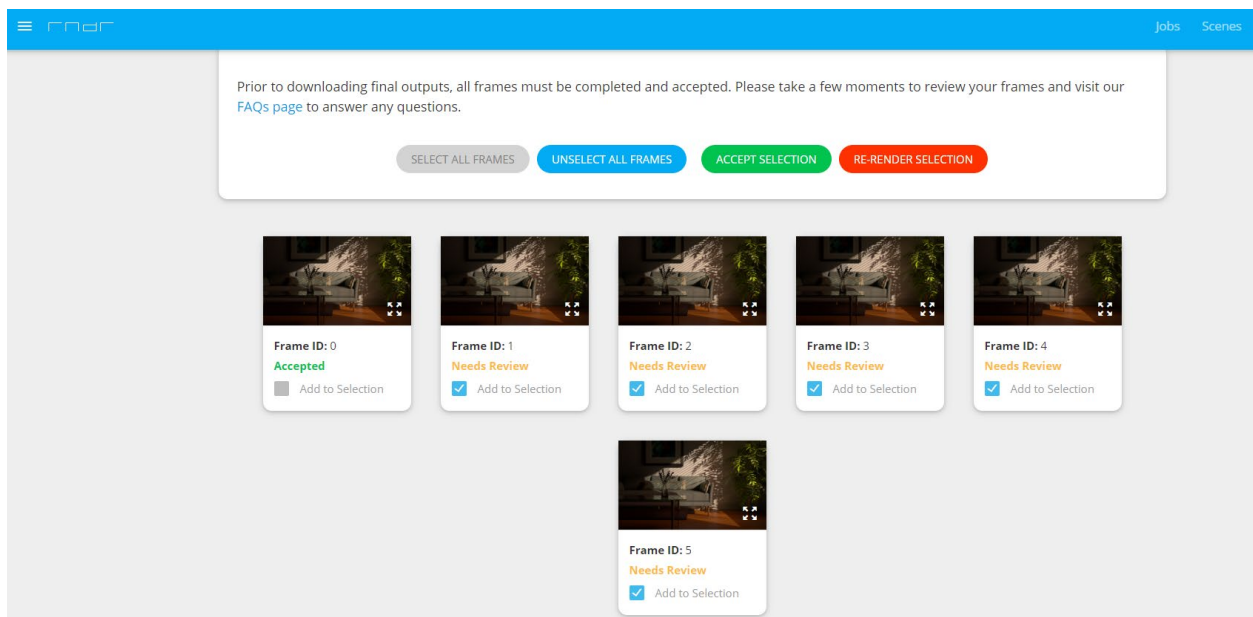 rndr
Jobs Scenes
Prior to downloading final outputs, all frames must be completed and accepted. Please take a few moments to review your frames and visit our
FAQs page to answer any questions.
SELECT ALL FRAMES UNSELECT ALL FRAMES ACCEPT SELECTION RE-RENDER SELECTION
Frame ID: 0
Accepted
Add to Selection
Frame ID: 1
Needs Review
Add to Selection
Frame ID: 2
Needs Review
Add to Selection
Frame ID: 3
Needs Review
Add to Selection
Frame ID: 4
Needs Review
Add to Selection
Frame ID: 5
Needs Review
Add to Selection